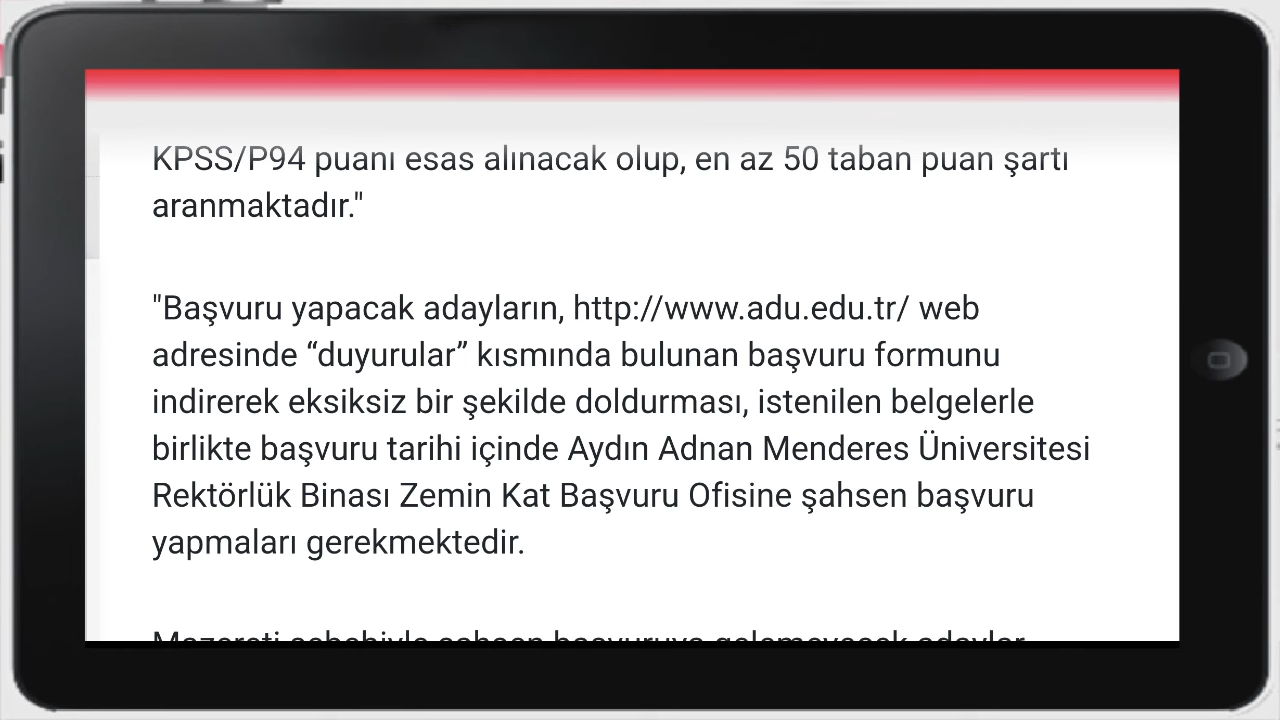 KPSS/P94 puanı esas alınacak olup, en az 50 taban puan şartı
aranmaktadır."
"Başvuru yapacak adayların, http://www.adu.edu.tr/ web
adresinde “duyurular” kısmında bulunan başvuru formunu
indirerek eksiksiz bir şekilde doldurması, istenilen belgelerle
birlikte başvuru tarihi içinde Aydın Adnan Menderes Üniversitesi
Rektörlük Binası Zemin Kat Başvuru Ofisine şahsen başvuru
yapmaları gerekmektedir.